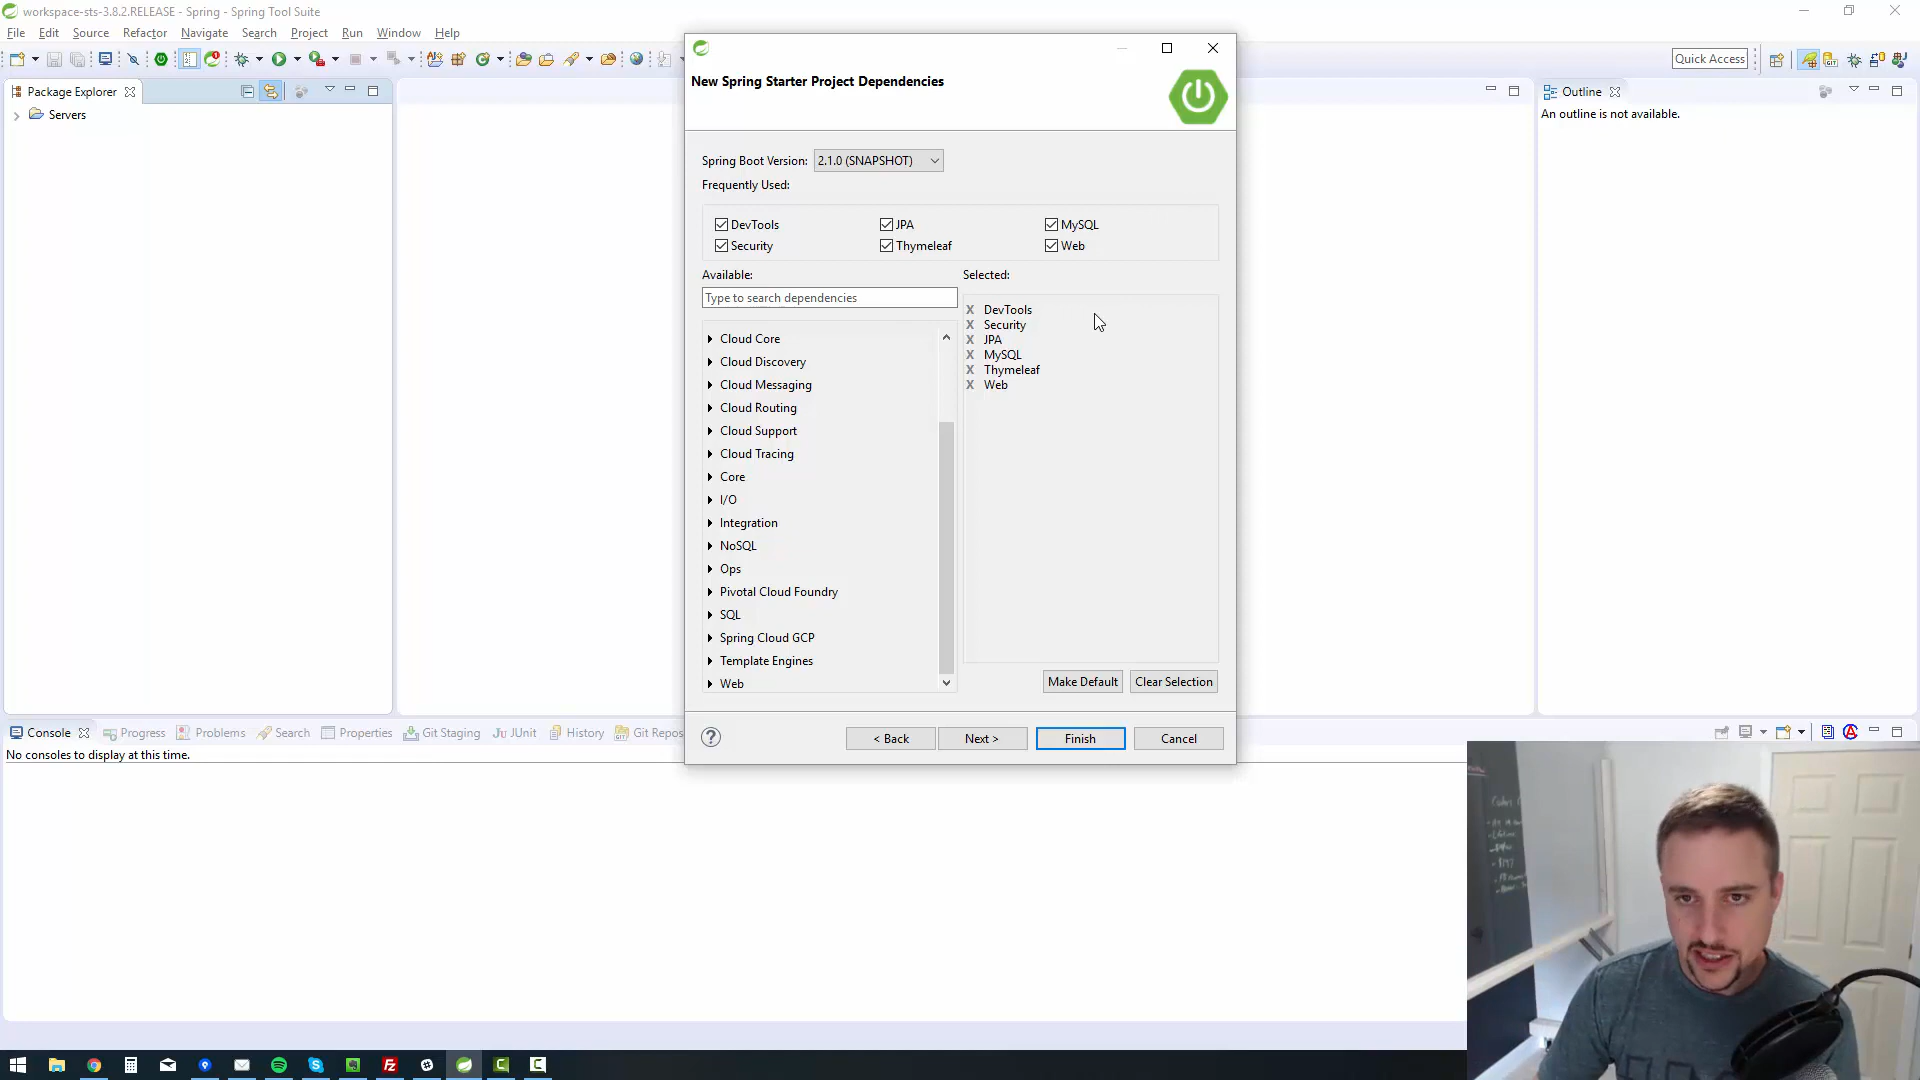 workspace-sts-3.8.2.RELEASE - Spring - Spring Tool Suite
File Edit Source Refactor Navigate Search Project Run Window Help
Quick Access
Package Explorer
Servers
Outline
An outline is not available.
New Spring Starter Project Dependencies
Spring Boot Version: 2.1.0 (SNAPSHOT)
Frequently Used:
DevTools JPA MySQL
Security Thymeleaf Web
Available:
Type to search dependencies
Cloud Core
Cloud Discovery
Cloud Messaging
Cloud Routing
Cloud Support
Cloud Tracing
Core
I/O
Integration
NoSQL
Ops
Pivotal Cloud Foundry
SQL
Spring Cloud GCP
Template Engines
Web
Selected:
X DevTools
X Security
X JPA
X MySQL
X Thymeleaf
X Web
Make Default Clear Selection
? < Back Next > Finish Cancel
Console Progress Problems Search Properties Git Staging JUnit History Git Repos
No consoles to display at this time.